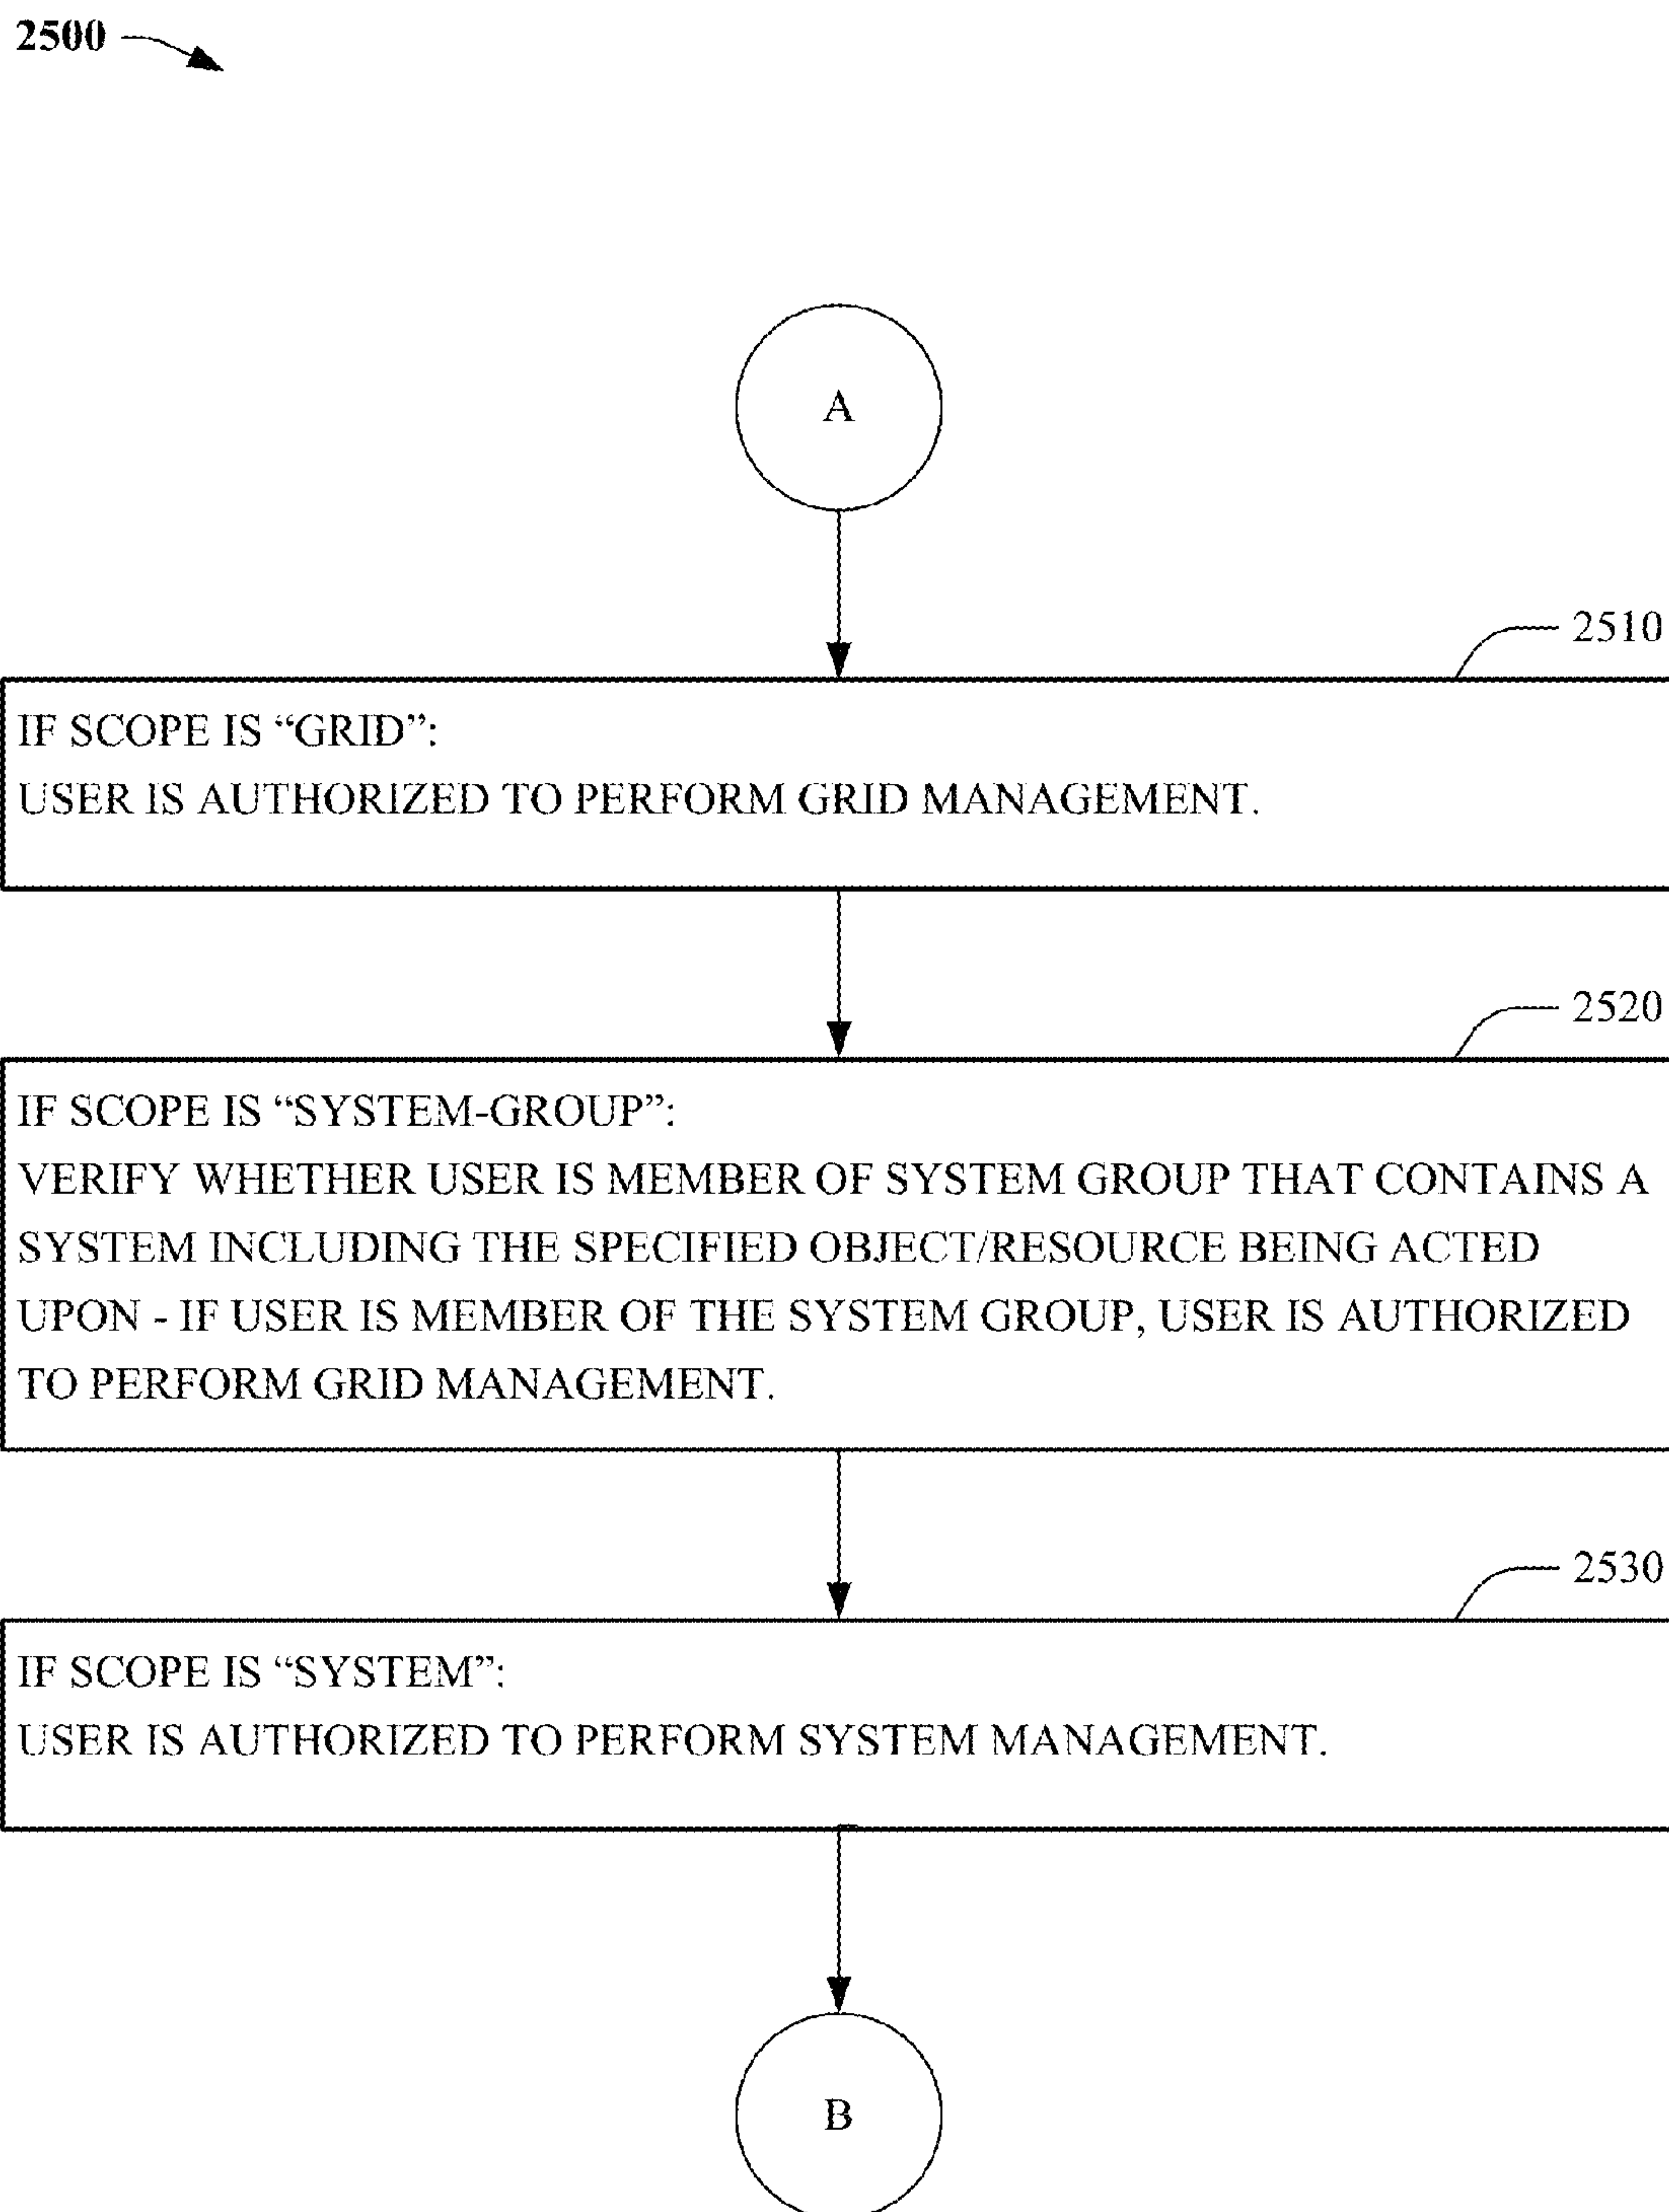 2500
A
2510
IF SCOPE IS “GRID”:
USER IS AUTHORIZED TO PERFORM GRID MANAGEMENT.
2520
IF SCOPE IS “SYSTEM-GROUP”:
VERIFY WHETHER USER IS MEMBER OF SYSTEM GROUP THAT CONTAINS A
SYSTEM INCLUDING THE SPECIFIED OBJECT/RESOURCE BEING ACTED
UPON - IF USER IS MEMBER OF THE SYSTEM GROUP, USER IS AUTHORIZED
TO PERFORM GRID MANAGEMENT.
2530
IF SCOPE IS “SYSTEM”:
USER IS AUTHORIZED TO PERFORM SYSTEM MANAGEMENT.
B